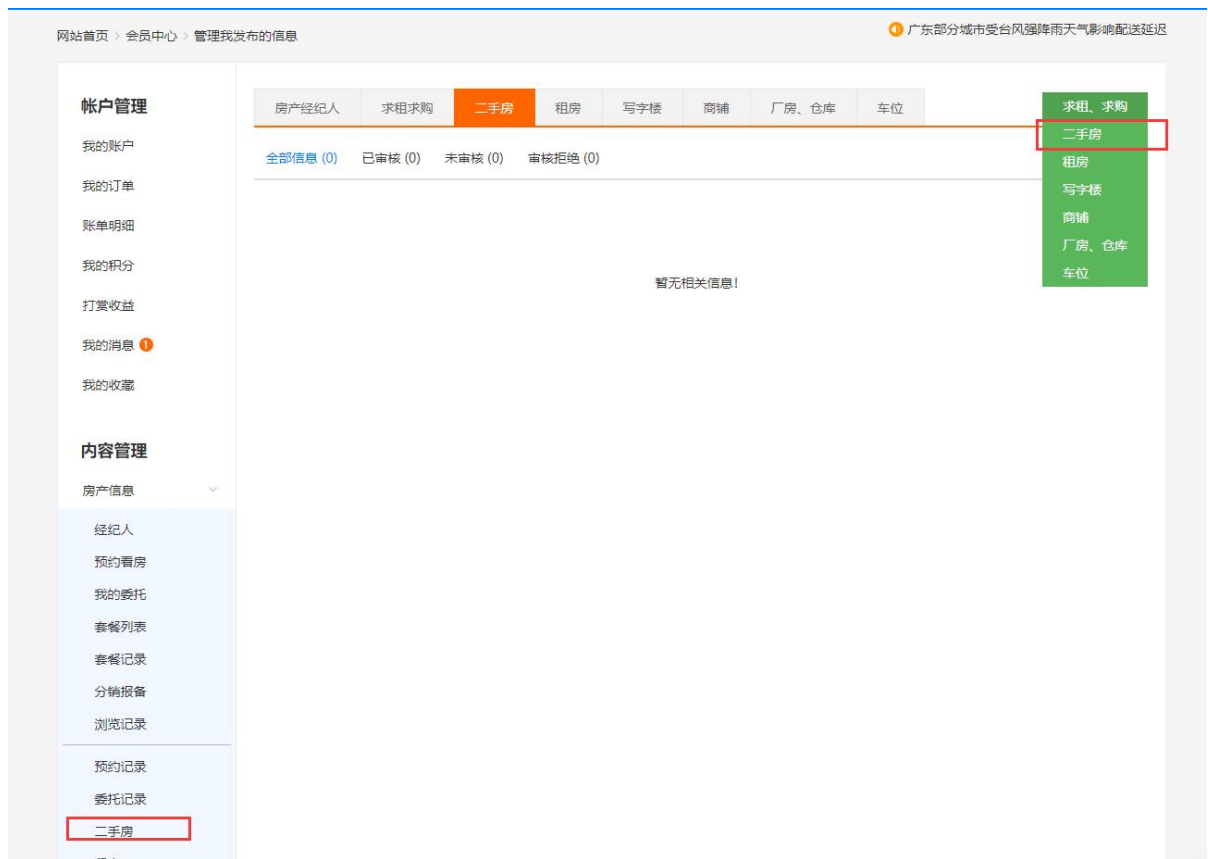 网站首页 > 会员中心 > 管理我发布的信息
广东部分城市受台风强降雨天气影响配送延迟
帐户管理
我的账户
我的订单
账单明细
我的积分
打赏收益
我的消息 1
我的收藏
内容管理
房产信息
经纪人
预约看房
我的委托
套餐列表
套餐记录
分销报备
浏览记录
预约记录
委托记录
二手房
房产经纪人 求租求购 二手房 租房 写字楼 商铺 厂房、仓库 车位
全部信息 (0) 已审核 (0) 未审核 (0) 审核拒绝 (0)
暂无相关信息!
求租、求购
二手房
租房
写字楼
商铺
厂房、仓库
车位